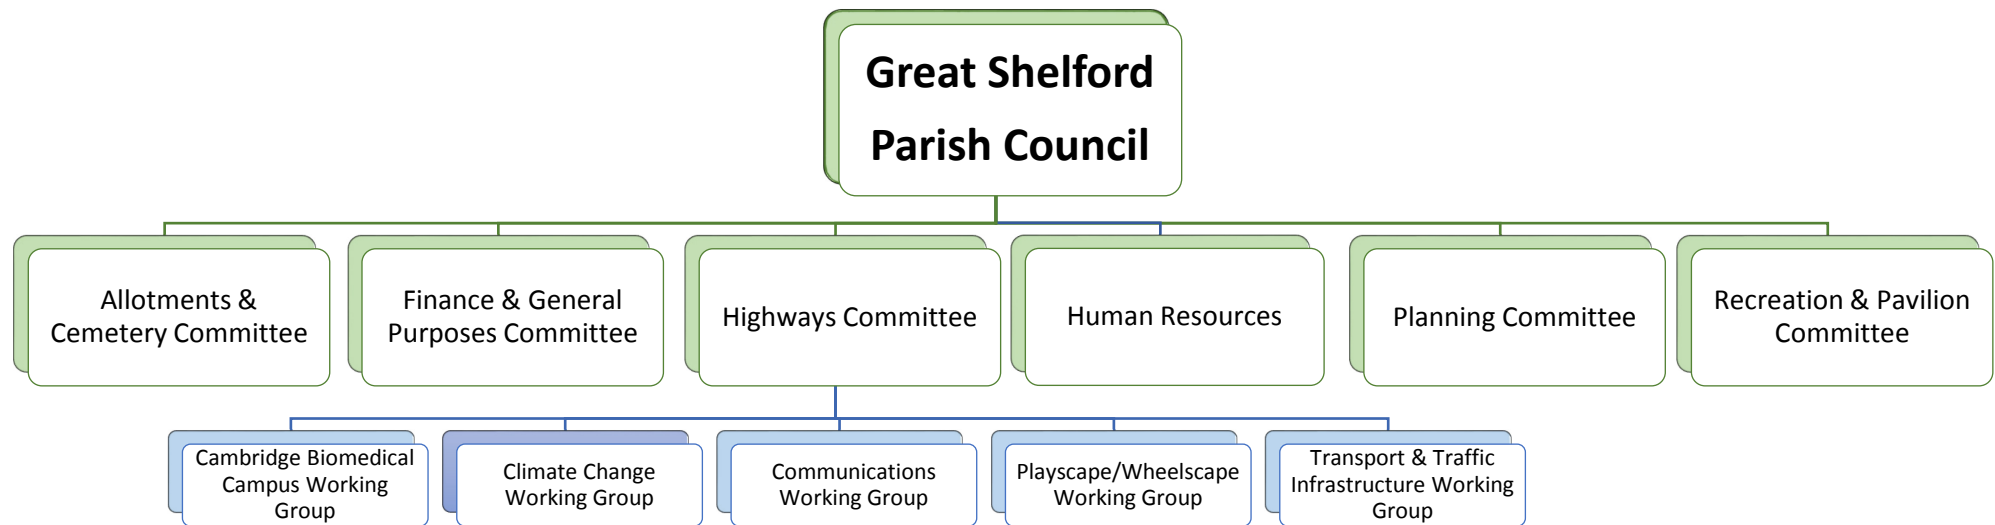 Great Shelford
Parish Council
Allotments &
Cemetery Committee
Finance & General
Purposes Committee
Highways Committee
Human Resources
Planning Committee
Recreation & Pavilion
Committee
Cambridge Biomedical
Campus Working
Group
Climate Change
Working Group
Communications
Working Group
Playscape/Wheelscape
Working Group
Transport & Traffic
Infrastructure Working
Group